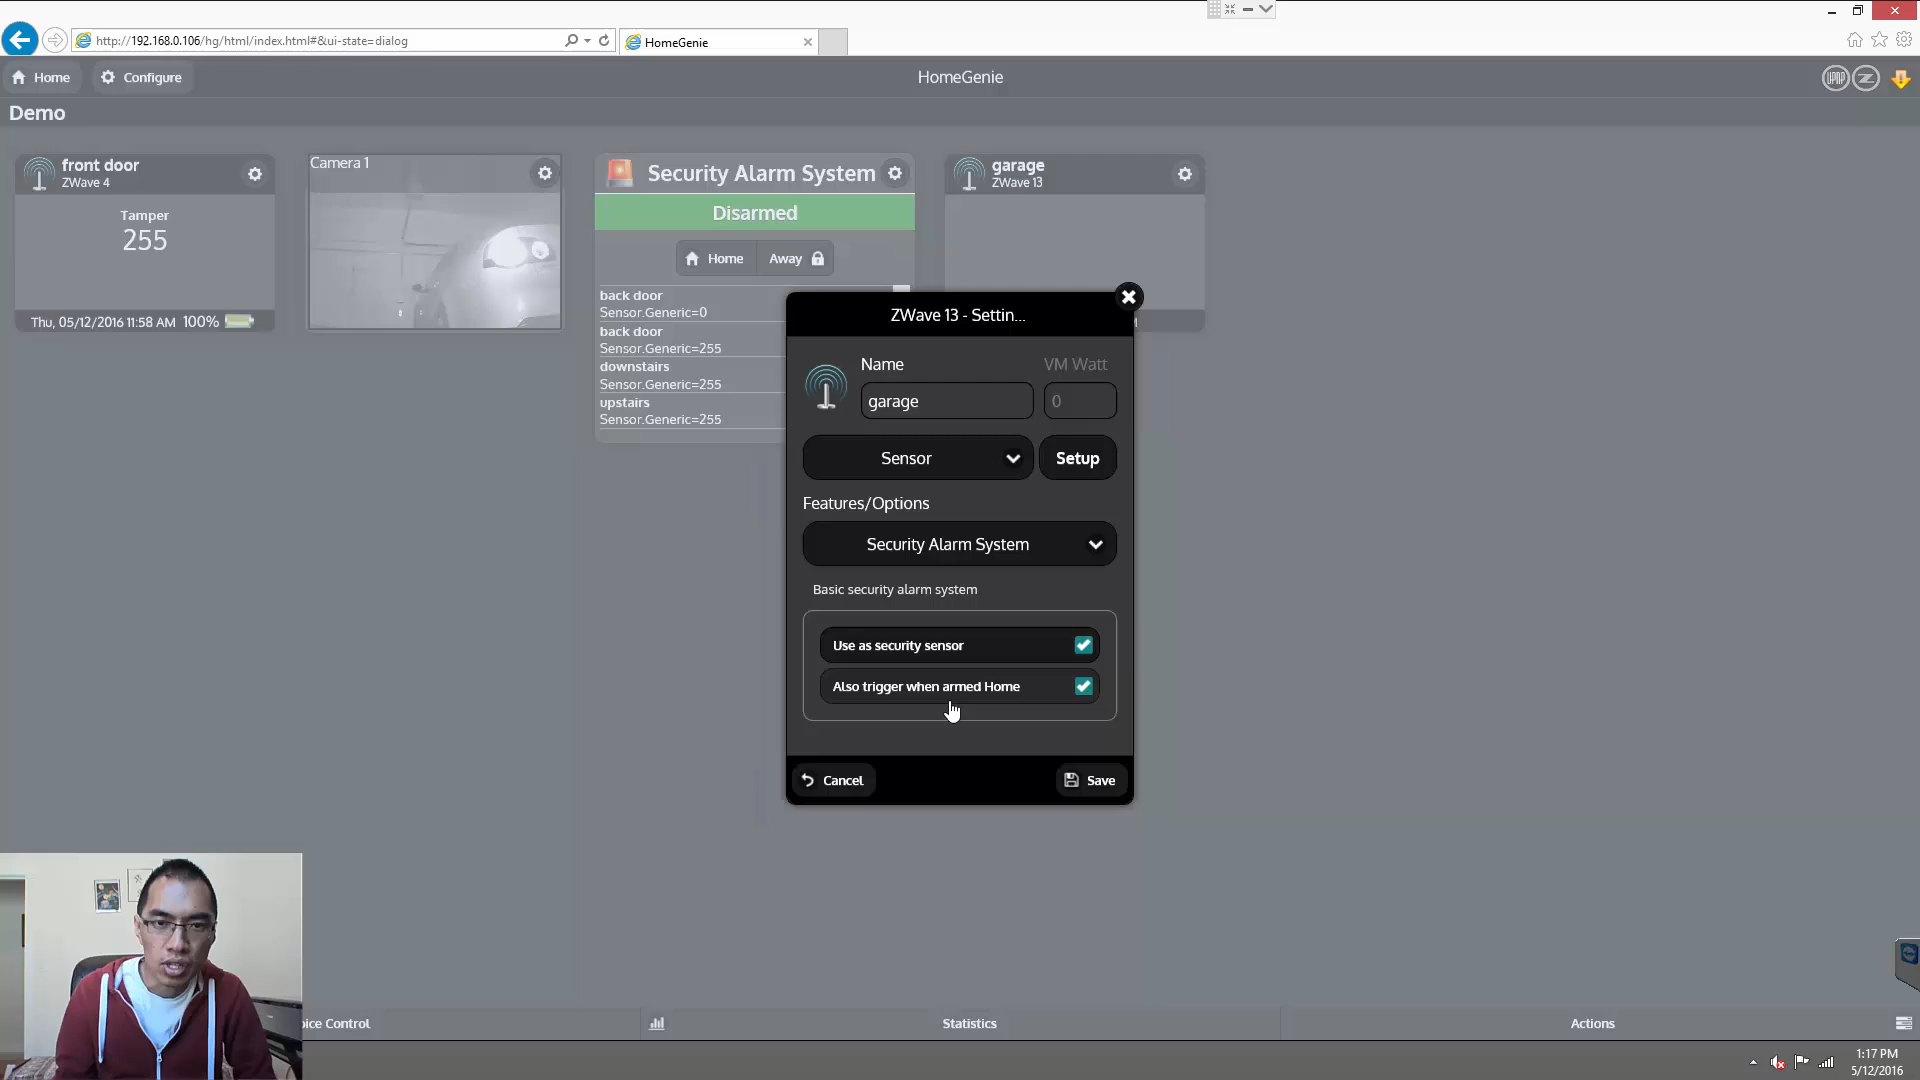 http://192.168.0.106/hg/html/index.html#&ui-state=dialog
HomeGenie
Home
Configure
HomeGenie
UPnP
Demo
front door
ZWave 4
Tamper
255
Thu, 05/12/2016 11:58 AM 100%
Camera 1
Security Alarm System
Disarmed
Home
Away
back door
Sensor.Generic=0
back door
Sensor.Generic=255
downstairs
Sensor.Generic=255
upstairs
Sensor.Generic=255
garage
ZWave 13
ZWave 13 - Settin...
Name
VM Watt
garage
0
Sensor
Setup
Features/Options
Security Alarm System
Basic security alarm system
Use as security sensor
Also trigger when armed Home
Cancel
Save
Control
Statistics
Actions
1:17 PM
5/12/2016